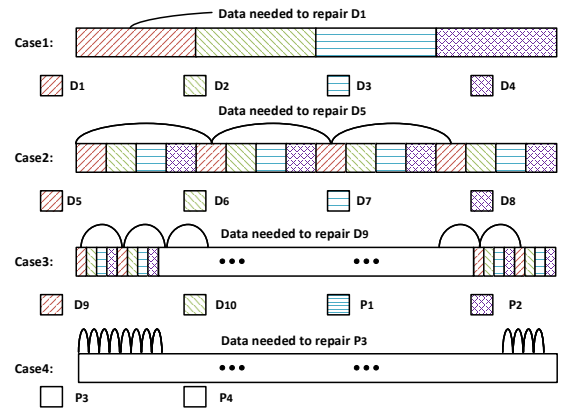 Data needed to repair D1
Case1:
D1 D2 D3 D4
Data needed to repair D5
Case2:
D5 D6 D7 D8
Data needed to repair D9
Case3: ••• •••
D9 D10 P1 P2
Data needed to repair P3
Case4: ••• •••
P3 P4